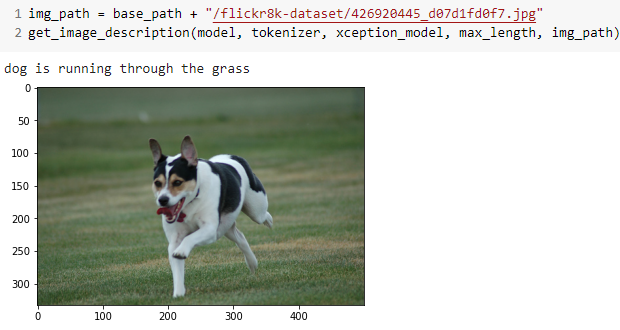 1 img_path = base_path + "/flickr8k-dataset/426920445_d07d1fd0f7.jpg"
2 get_image_description(model, tokenizer, xception_model, max_length, img_path)
dog is running through the grass
0
50
100
150
200
250
300
0 100 200 300 400